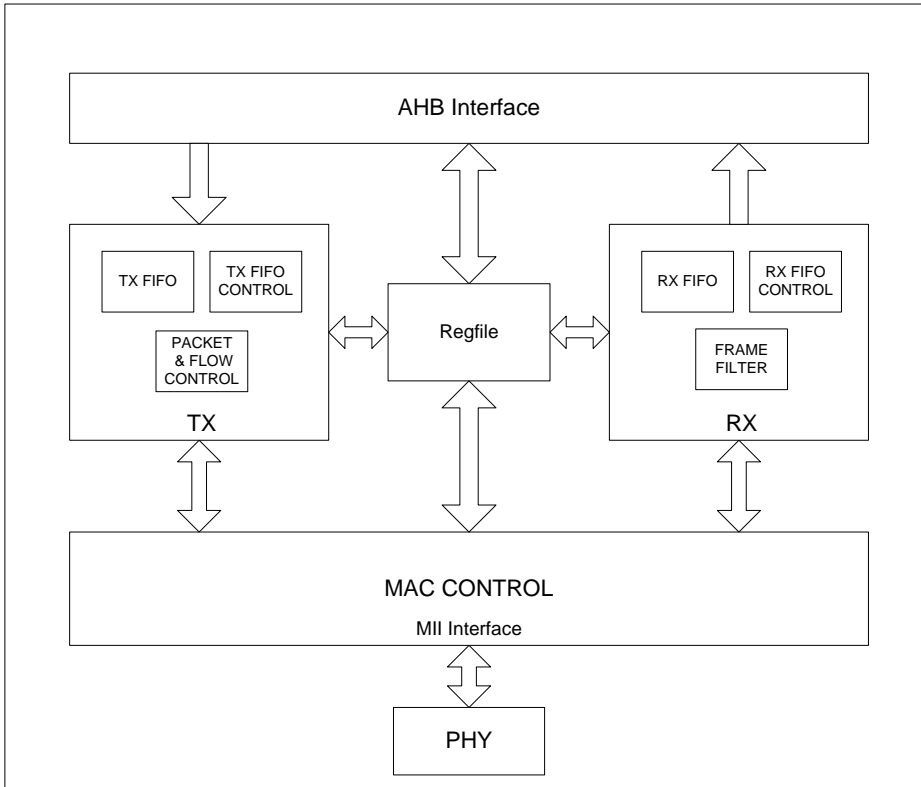 AHB Interface
TX FIFO
TX FIFO
CONTROL
PACKET
& FLOW
CONTROL
TX
Regfile
RX FIFO
RX FIFO
CONTROL
FRAME
FILTER
RX
MAC CONTROL
MII Interface
PHY